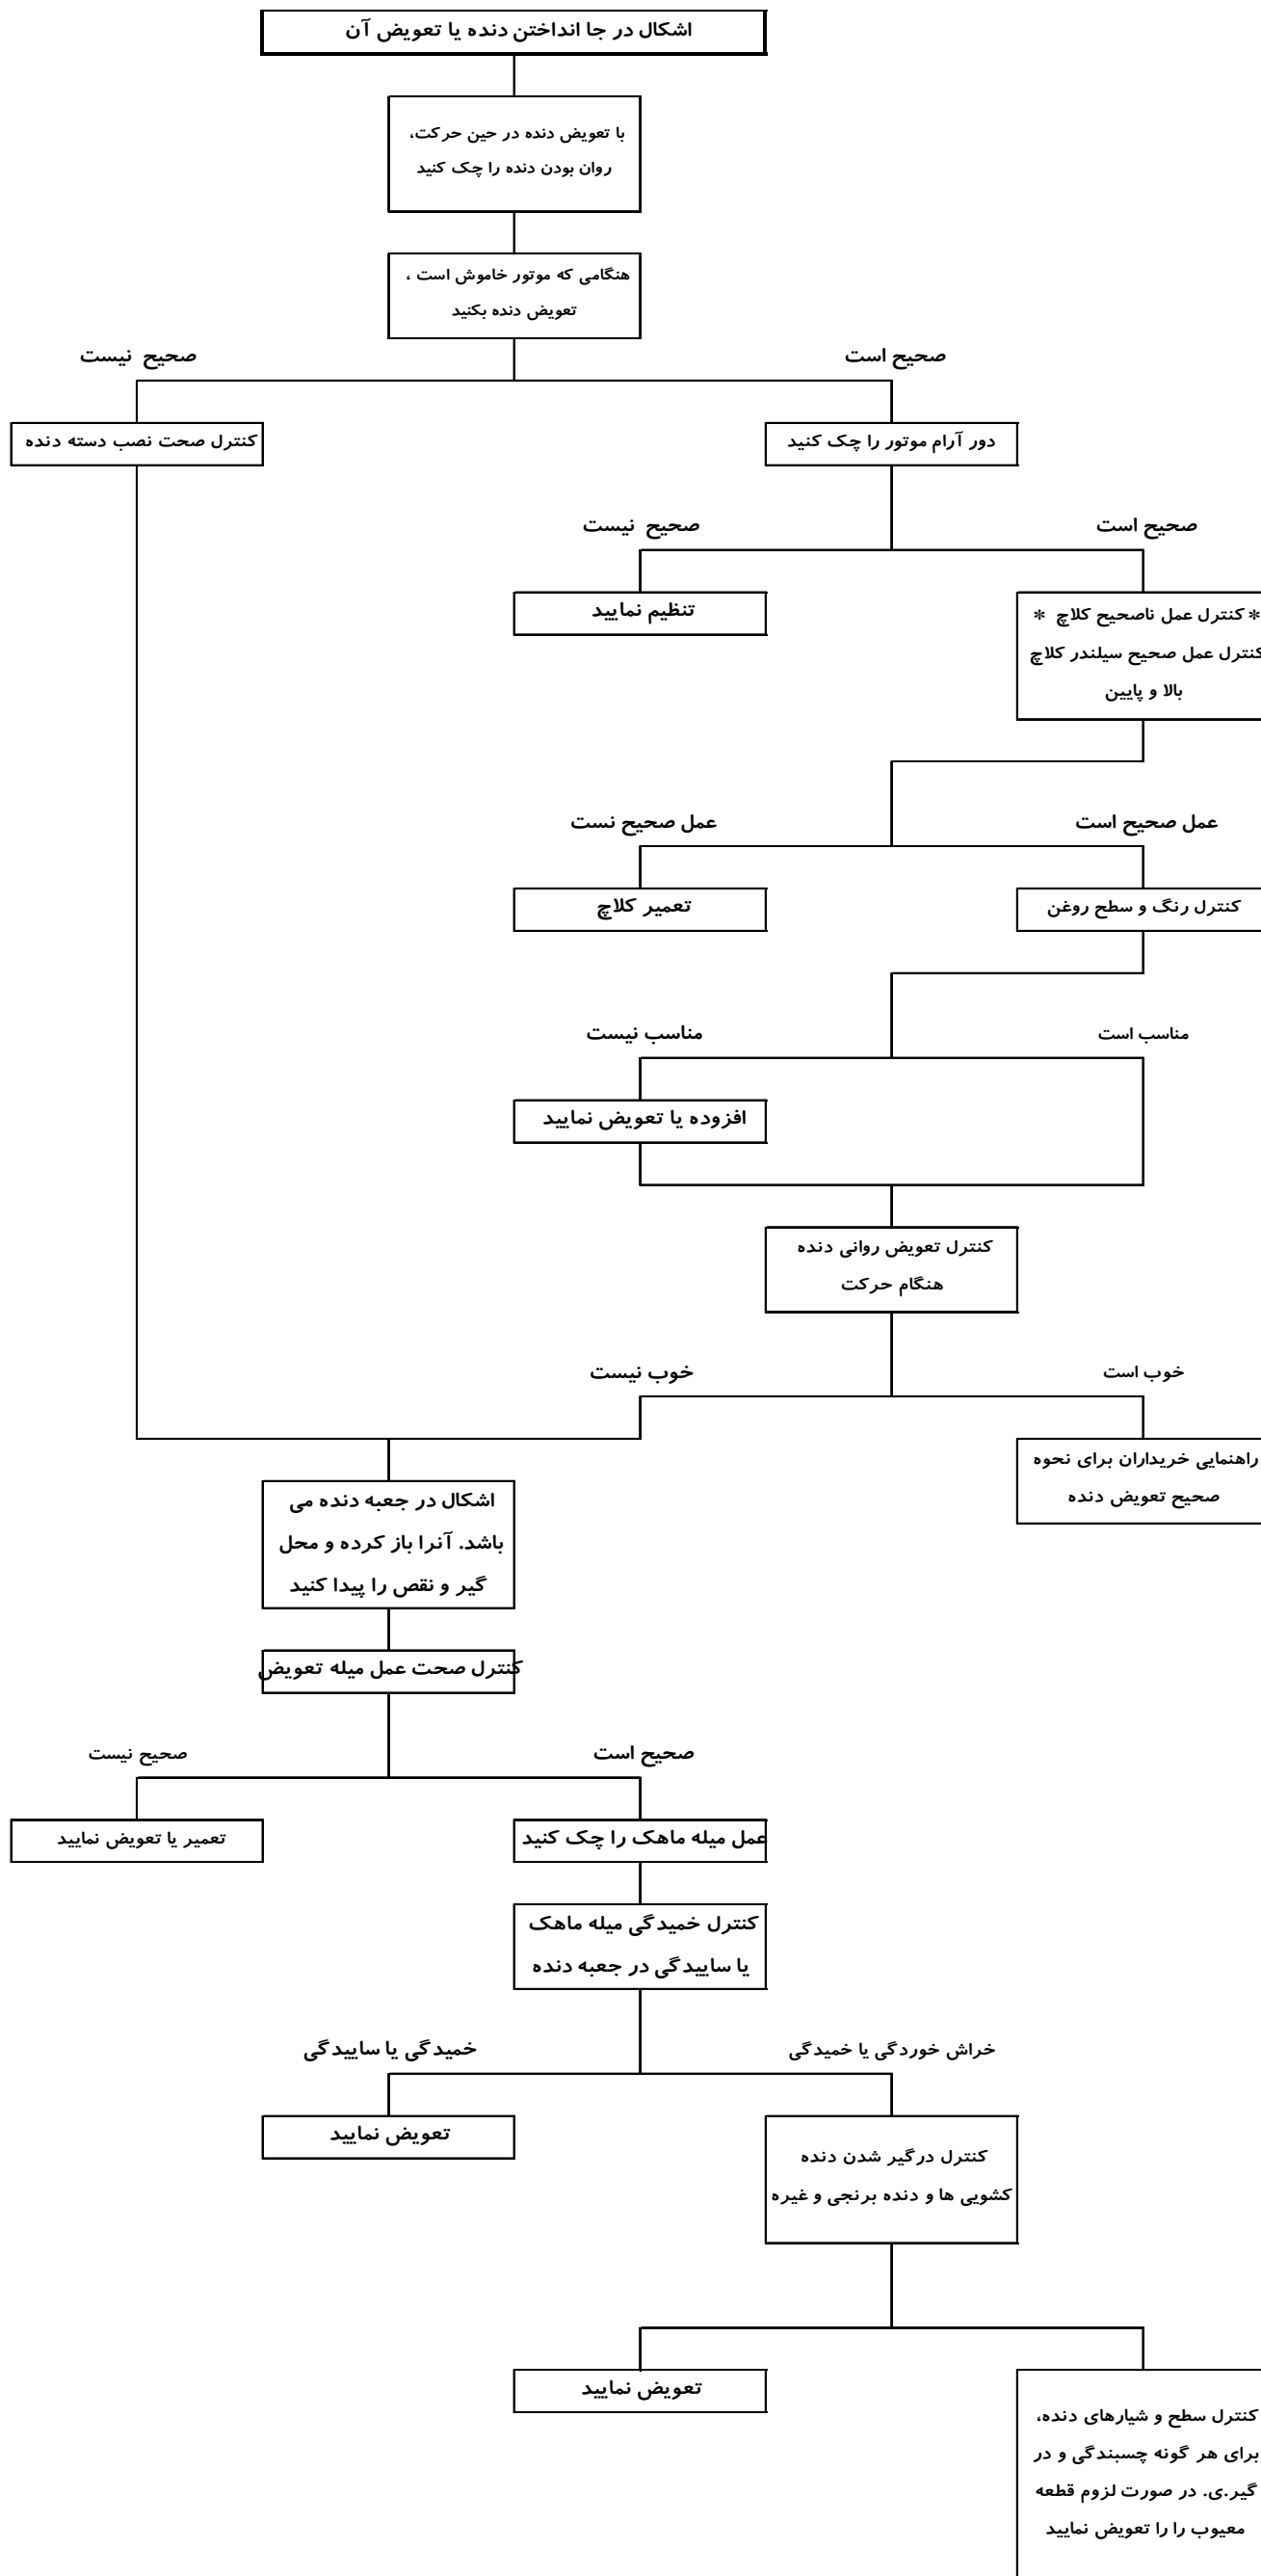 اشکال در جا انداختن دنده یا تعویض آن
با تعویض دنده در حین حرکت،
روان بودن دنده را چک کنید
هنگامی که موتور خاموش است ،
تعویض دنده بکنید
صحیح است
صحیح نیست
دور آرام موتور را چک کنید
کنترل صحت نصب دسته دنده
صحیح است
صحیح نیست
* کنترل عمل ناصحیح کلاچ *
کنترل عمل صحیح سیلندر کلاچ
بالا و پایین
تنظیم نمایید
عمل صحیح است
عمل صحیح نست
کنترل رنگ و سطح روغن
تعمیر کلاچ
مناسب است
مناسب نیست
افزوده یا تعویض نمایید
کنترل تعویض روانی دنده
هنگام حرکت
خوب است
خوب نیست
راهنمایی خریداران برای نحوه
صحیح تعویض دنده
اشکال در جعبه دنده می
باشد. آنرا باز کرده و محل
گیر و نقص را پیدا کنید
کنترل صحت عمل میله تعویض
صحیح است
صحیح نیست
عمل میله ماهک را چک کنید
تعمیر یا تعویض نمایید
کنترل خمیدگی میله ماهک
یا ساییدگی در جعبه دنده
خراش خوردگی یا خمیدگی
خمیدگی یا ساییدگی
کنترل درگیر شدن دنده
کشویی ها و دنده برنجی و غیره
تعویض نمایید
تعویض نمایید
کنترل سطح و شیارهای دنده،
برای هر گونه چسبندگی و در
گیر.ی. در صورت لزوم قطعه
معیوب را را تعویض نمایید